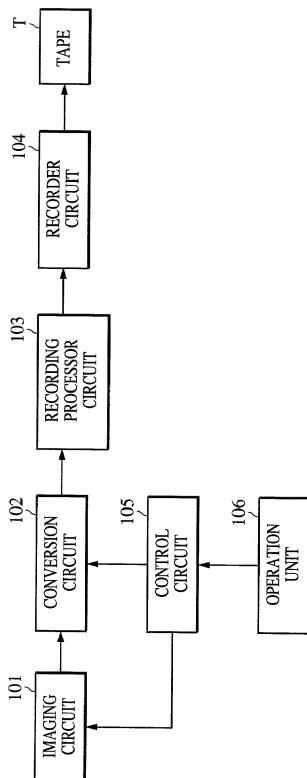 101
IMAGING
CIRCUIT
102
CONVERSION
CIRCUIT
103
RECORDING
PROCESSOR
CIRCUIT
104
RECORDER
CIRCUIT
T
TAPE
105
CONTROL
CIRCUIT
106
OPERATION
UNIT